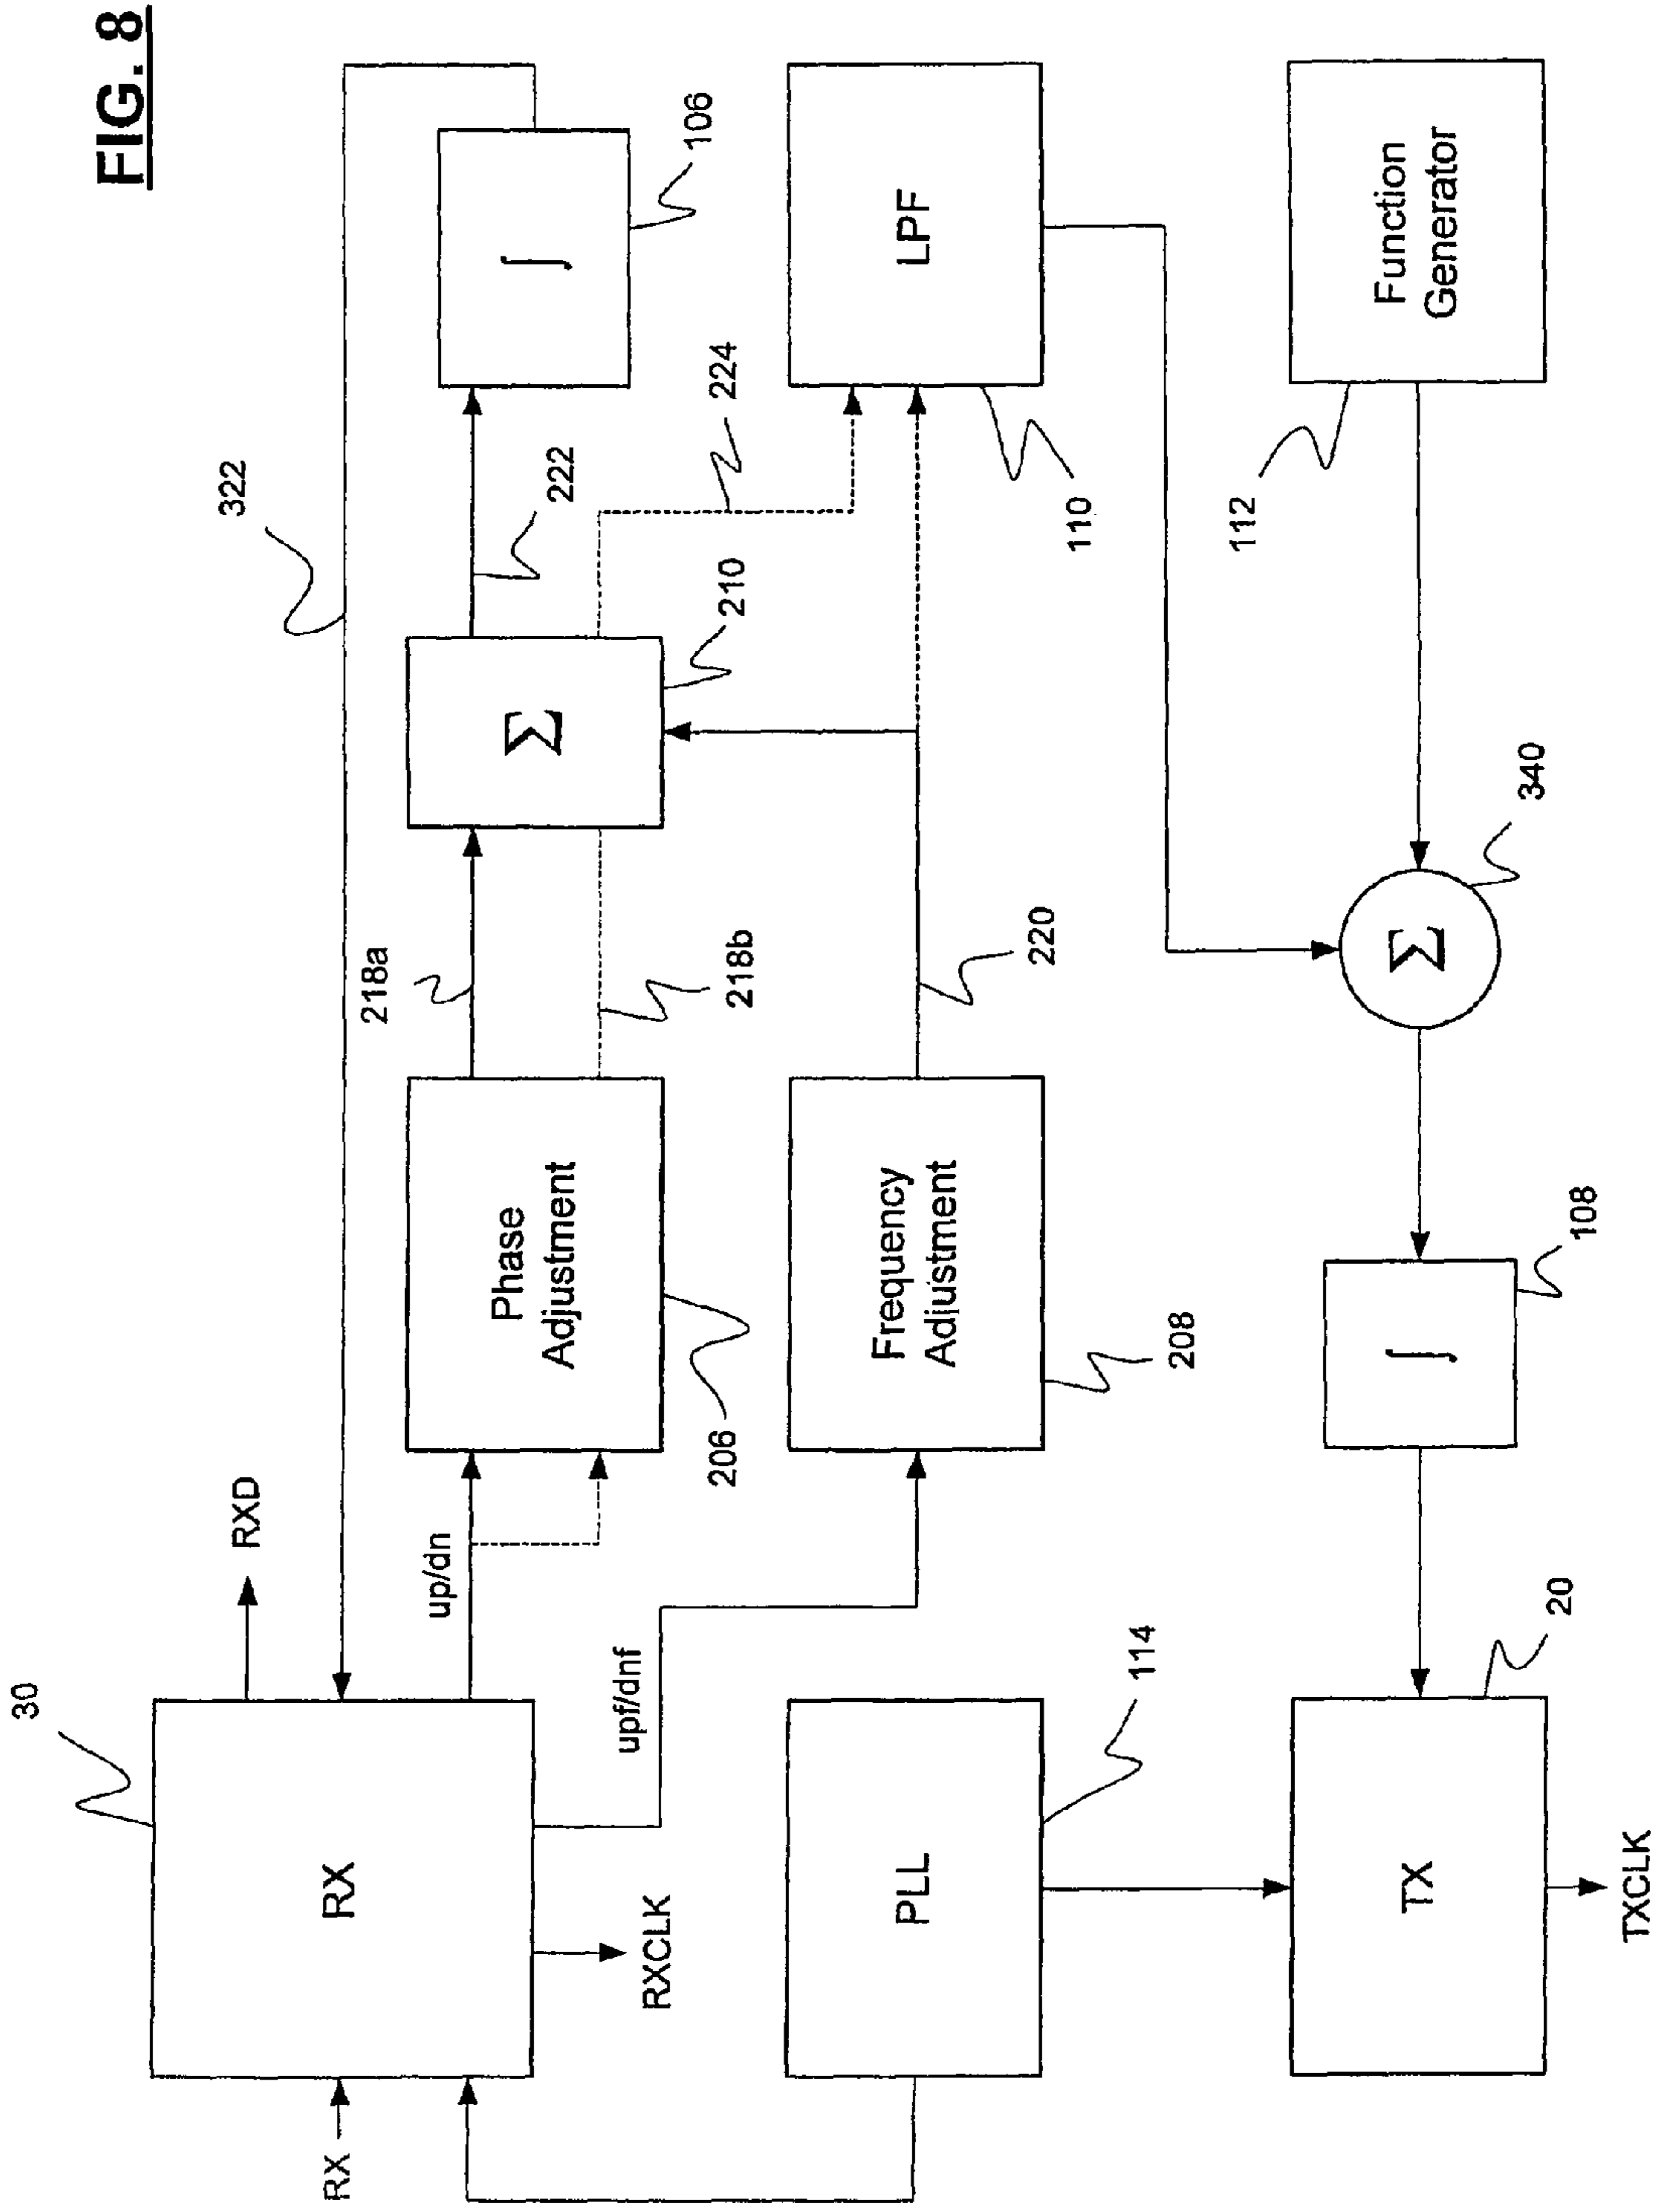 FIG. 8
30
322
RX
RX
RXD
RXCLK
up/dn
upf/dnf
Phase
Adjustment
206
218a
218b
Σ
210
222
224
∫
106
PLL
114
Frequency
Adjustment
208
220
LPF
110
TX
20
TXCLK
∫
108
Σ
340
Function
Generator
112